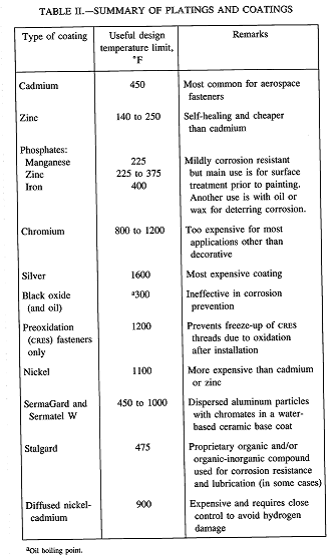 TABLE II.—SUMMARY OF PLATINGS AND COATINGS
Type of coating Useful design temperature limit, °F Remarks
Cadmium 450 Most common for aerospace
fasteners
Zinc 140 to 250 Self-healing and cheaper
than cadmium
Phosphates:
Manganese 225 Mildly corrosion resistant
Zinc 225 to 375 but main use is for surface
Iron 400 treatment prior to painting.
Another use is with oil or
wax for deterring corrosion.
Chromium 800 to 1200 Too expensive for most
applications other than
decorative
Silver 1600 Most expensive coating
Black oxide ᵃ300 Ineffective in corrosion
(and oil) prevention
Preoxidation 1200 Prevents freeze-up of CRES
(CRES) fasteners threads due to oxidation
only after installation
Nickel 1100 More expensive than cadmium
or zinc
SermaGard and 450 to 1000 Dispersed aluminum particles
Sermatel W with chromates in a water-
based ceramic base coat
Stalgard 475 Proprietary organic and/or
organic-inorganic compound
used for corrosion resistance
and lubrication (in some cases)
Diffused nickel- 900 Expensive and requires close
cadmium control to avoid hydrogen
damage
ᵃOil boiling point.